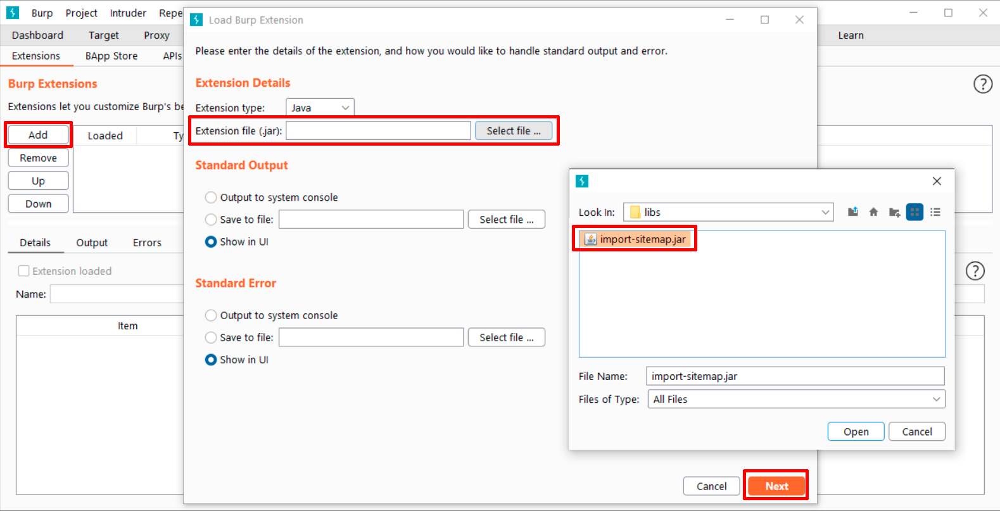 Burp Project Intruder Repe
Load Burp Extension
Dashboard Target Proxy
Learn
Extensions BApp Store APIs
Please enter the details of the extension, and how you would like to handle standard output and error.
Burp Extensions
Extension Details
?
Extensions let you customize Burp's be
Extension type: Java
Add
Loaded Ty
Extension file (.jar): Select file ...
Remove
Up
Down
Standard Output
Output to system console
Save to file: Select file ...
Show in UI
Look In: libs
import-sitemap.jar
Details Output Errors
Extension loaded
?
Name:
Item
Standard Error
Output to system console
Save to file: Select file ...
Show in UI
File Name: import-sitemap.jar
Files of Type: All Files
Open Cancel
Cancel Next